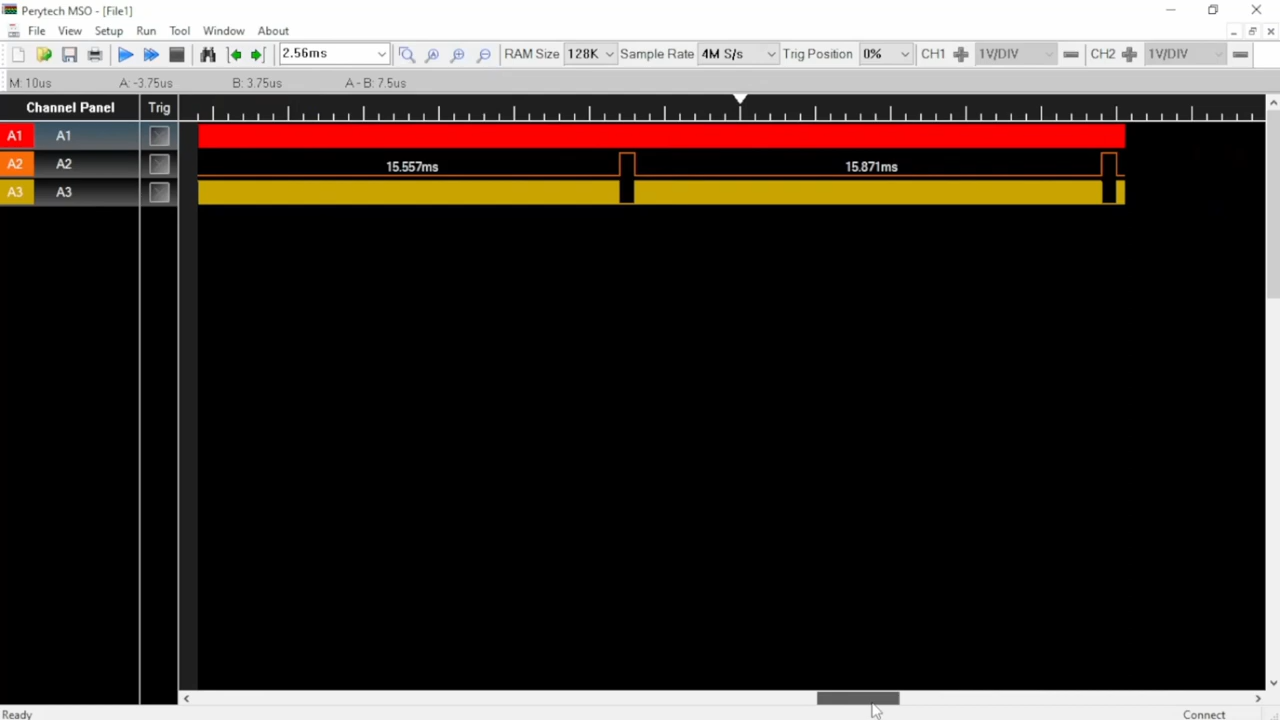 Perytech MSO - [File1]
File View Setup Run Tool Window About
2.56ms RAM Size 128K Sample Rate 4M S/s Trig Position 0% CH1 1V/DIV CH2 1V/DIV
M: 10us A: -3.75us B: 3.75us A - B: 7.5us
Channel Panel Trig
A1 A1
A2 A2 15.557ms 15.871ms
A3 A3
Ready Connect